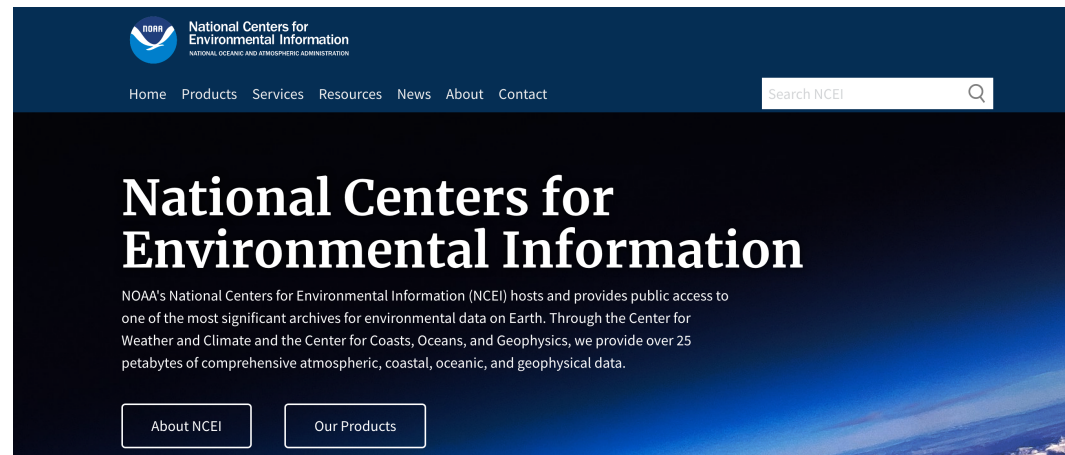 NOAA
National Centers for
Environmental Information
NATIONAL OCEANIC AND ATMOSPHERIC ADMINISTRATION
Home Products Services Resources News About Contact
Search NCEI
National Centers for
Environmental Information
NOAA's National Centers for Environmental Information (NCEI) hosts and provides public access to
one of the most significant archives for environmental data on Earth. Through the Center for
Weather and Climate and the Center for Coasts, Oceans, and Geophysics, we provide over 25
petabytes of comprehensive atmospheric, coastal, oceanic, and geophysical data.
About NCEI Our Products